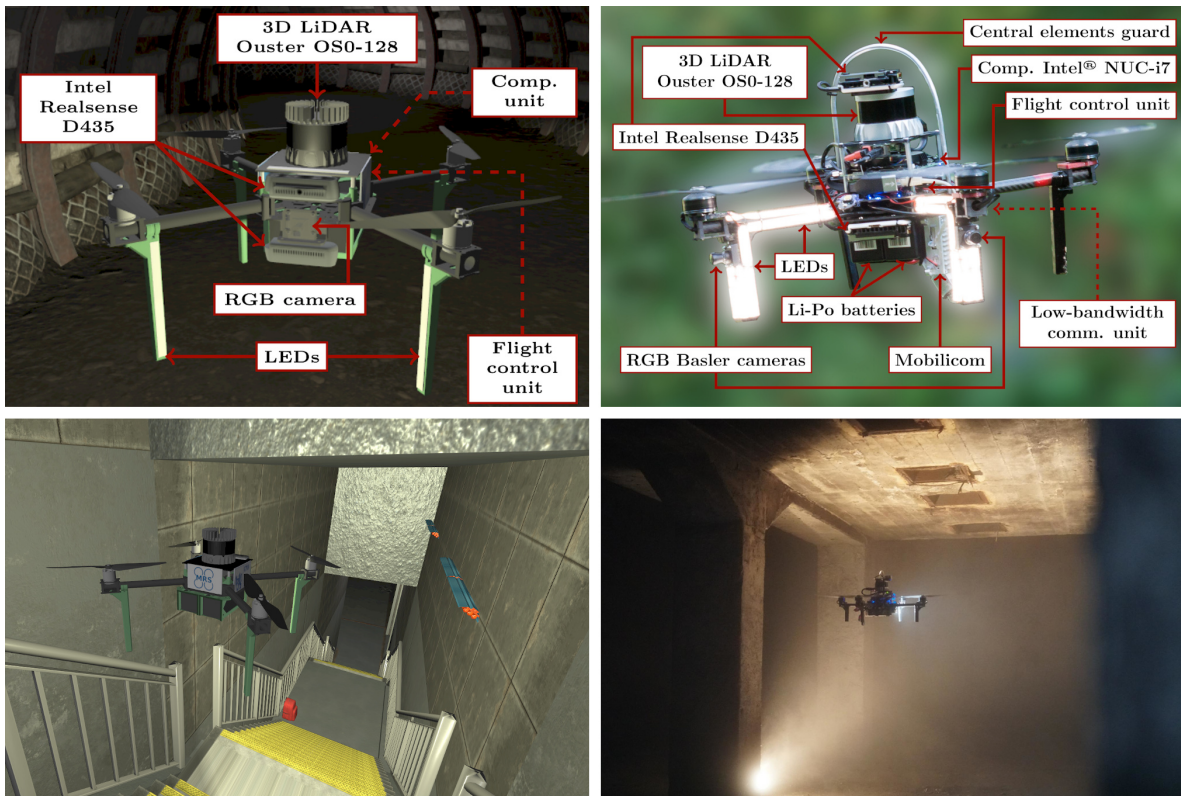 3D LiDAR
Ouster OS0-128
Intel
Realsense
D435
Comp.
unit
RGB camera
LEDs
Flight
control
unit
Central elements guard
3D LiDAR
Ouster OS0-128
Comp. Intel® NUC-i7
Flight control unit
Intel Realsense D435
LEDs
Li-Po batteries
Low-bandwidth
comm. unit
RGB Basler cameras
Mobilicom
MRS